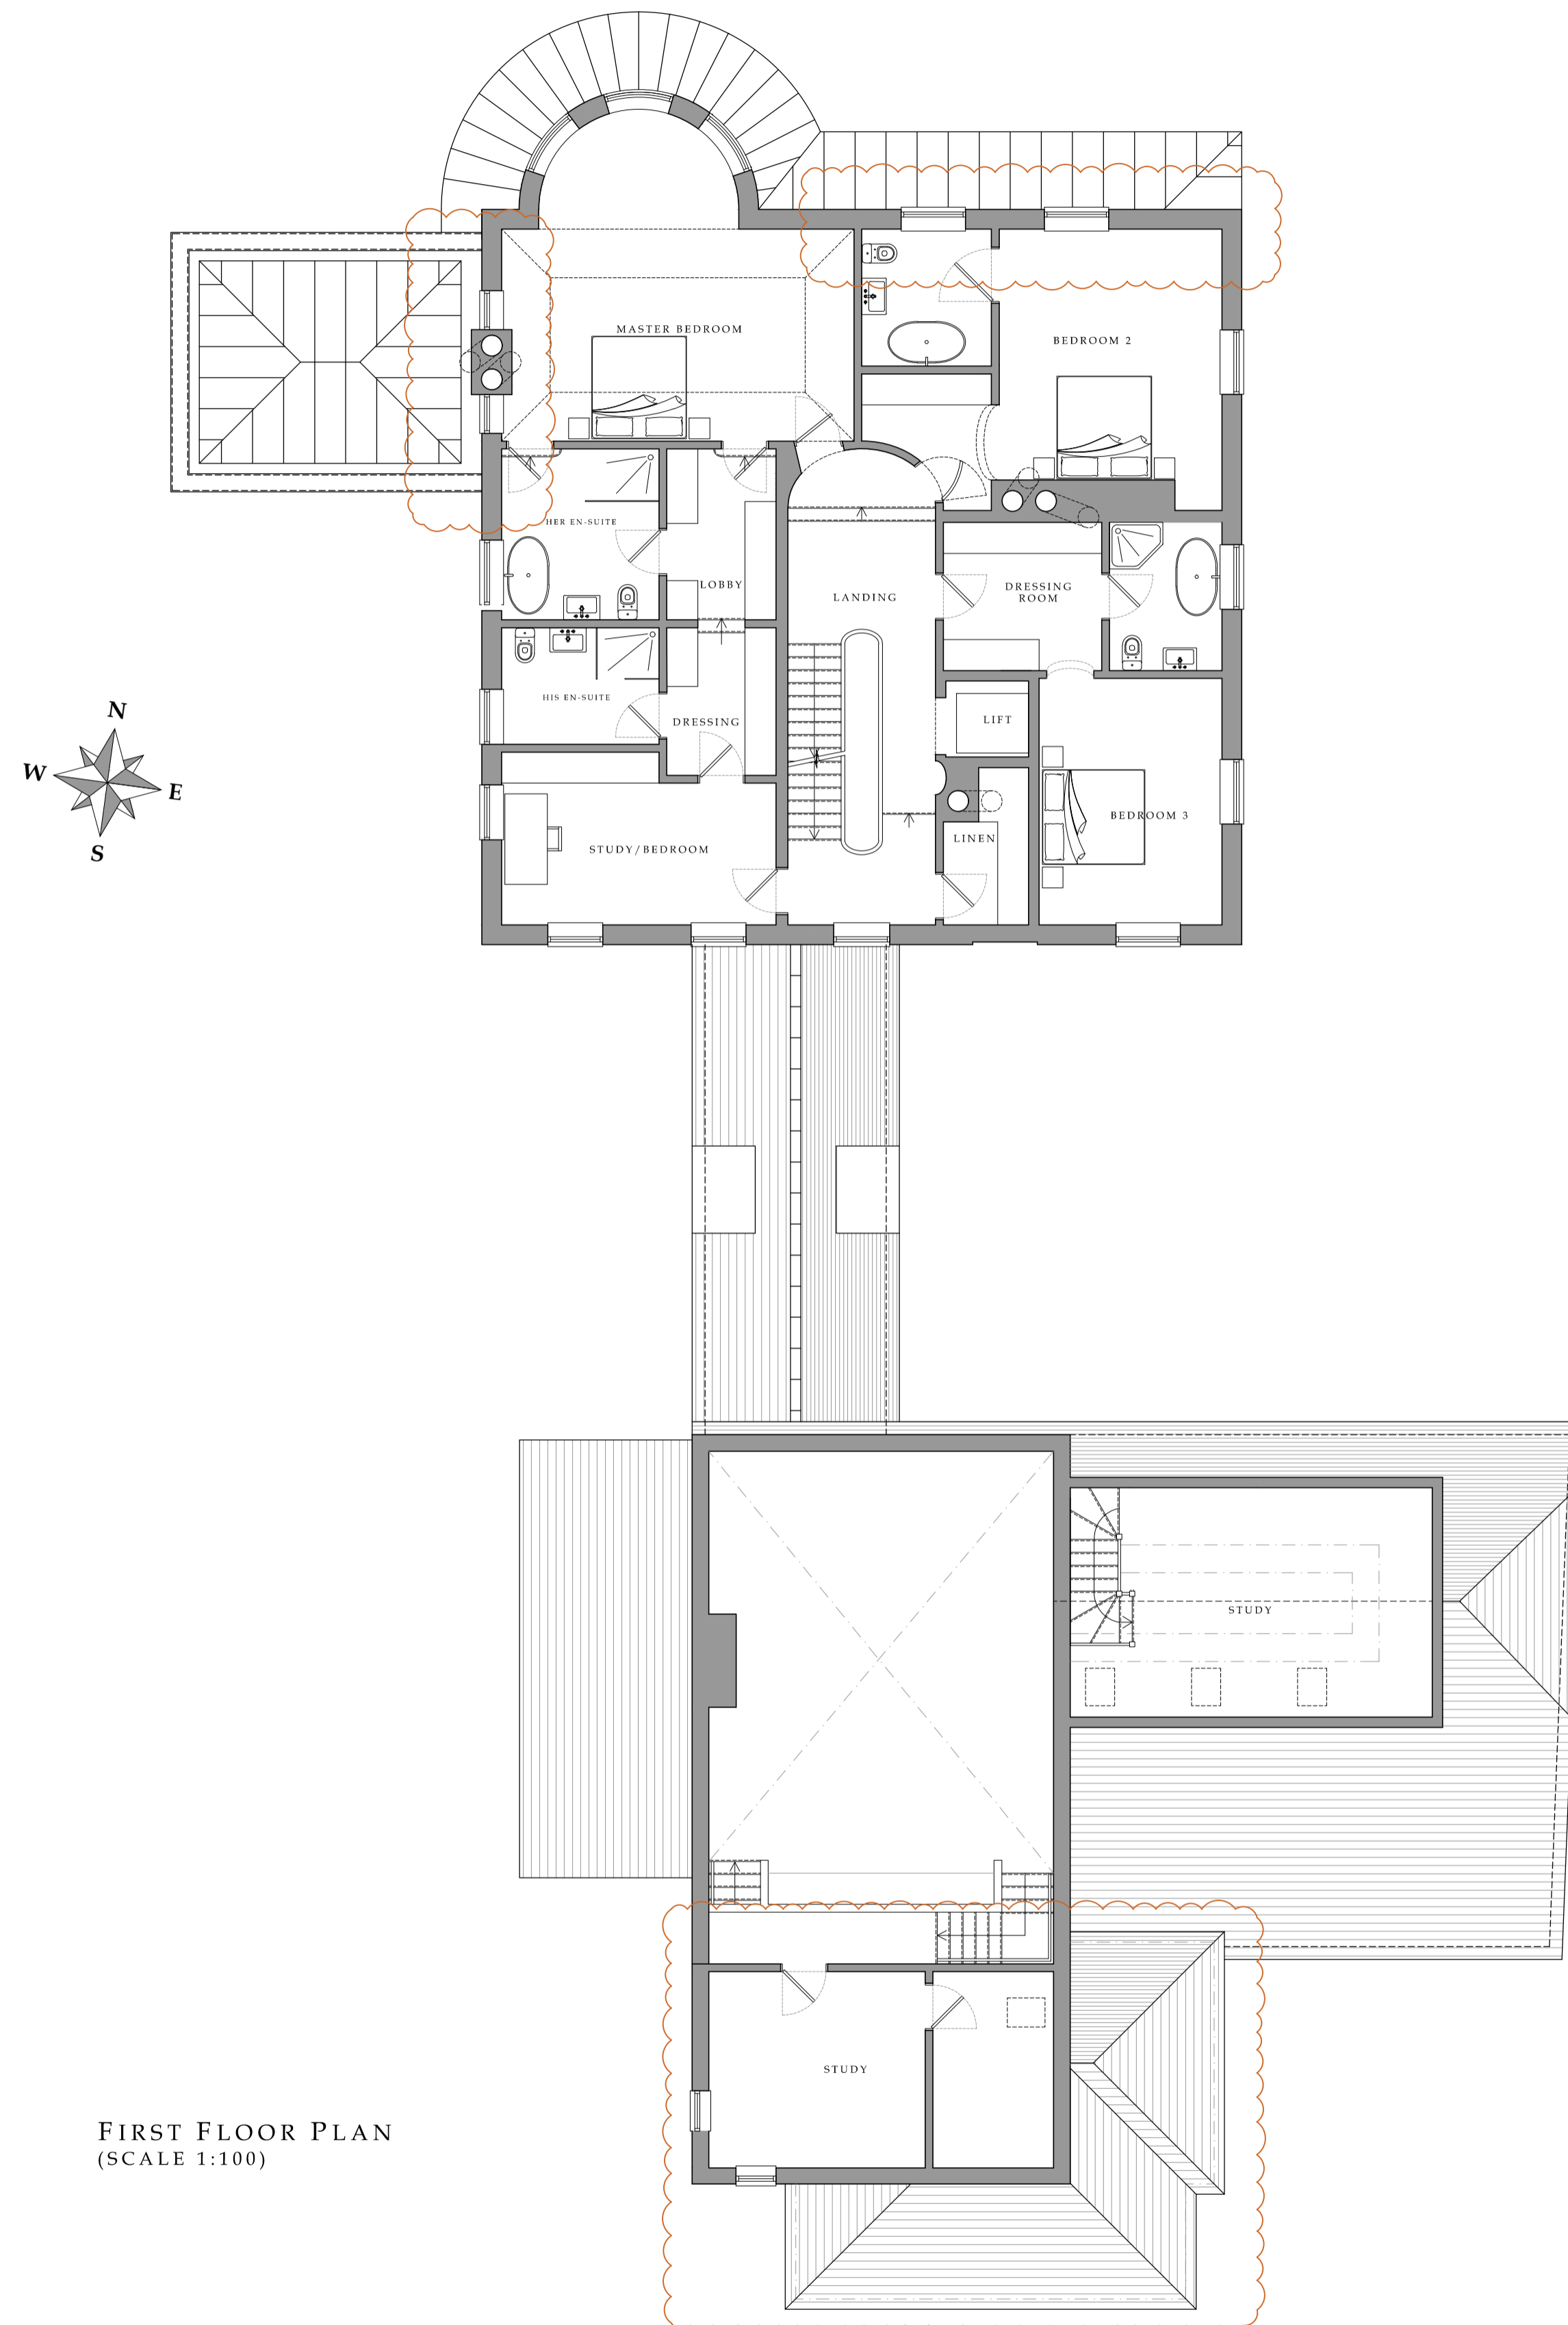 MASTER BEDROOM
BEDROOM 2
HER EN-SUITE
LOBBY
LANDING
DRESSING
ROOM
HIS EN-SUITE
DRESSING
LIFT
N
W
E
S
BEDROOM 3
LINEN
STUDY/BEDROOM
STUDY
STUDY
FIRST FLOOR PLAN
(SCALE 1:100)